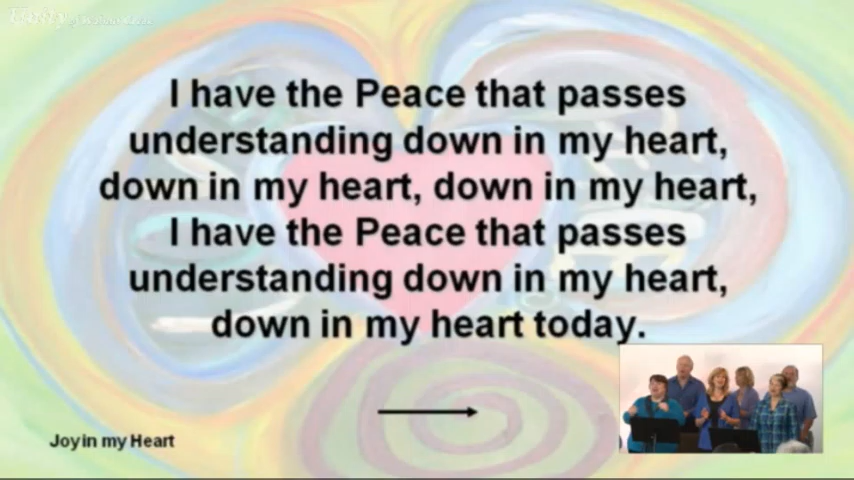 Unity
I have the Peace that passes
understanding down in my heart,
down in my heart, down in my heart,
I have the Peace that passes
understanding down in my heart,
down in my heart today.
Joy in my Heart